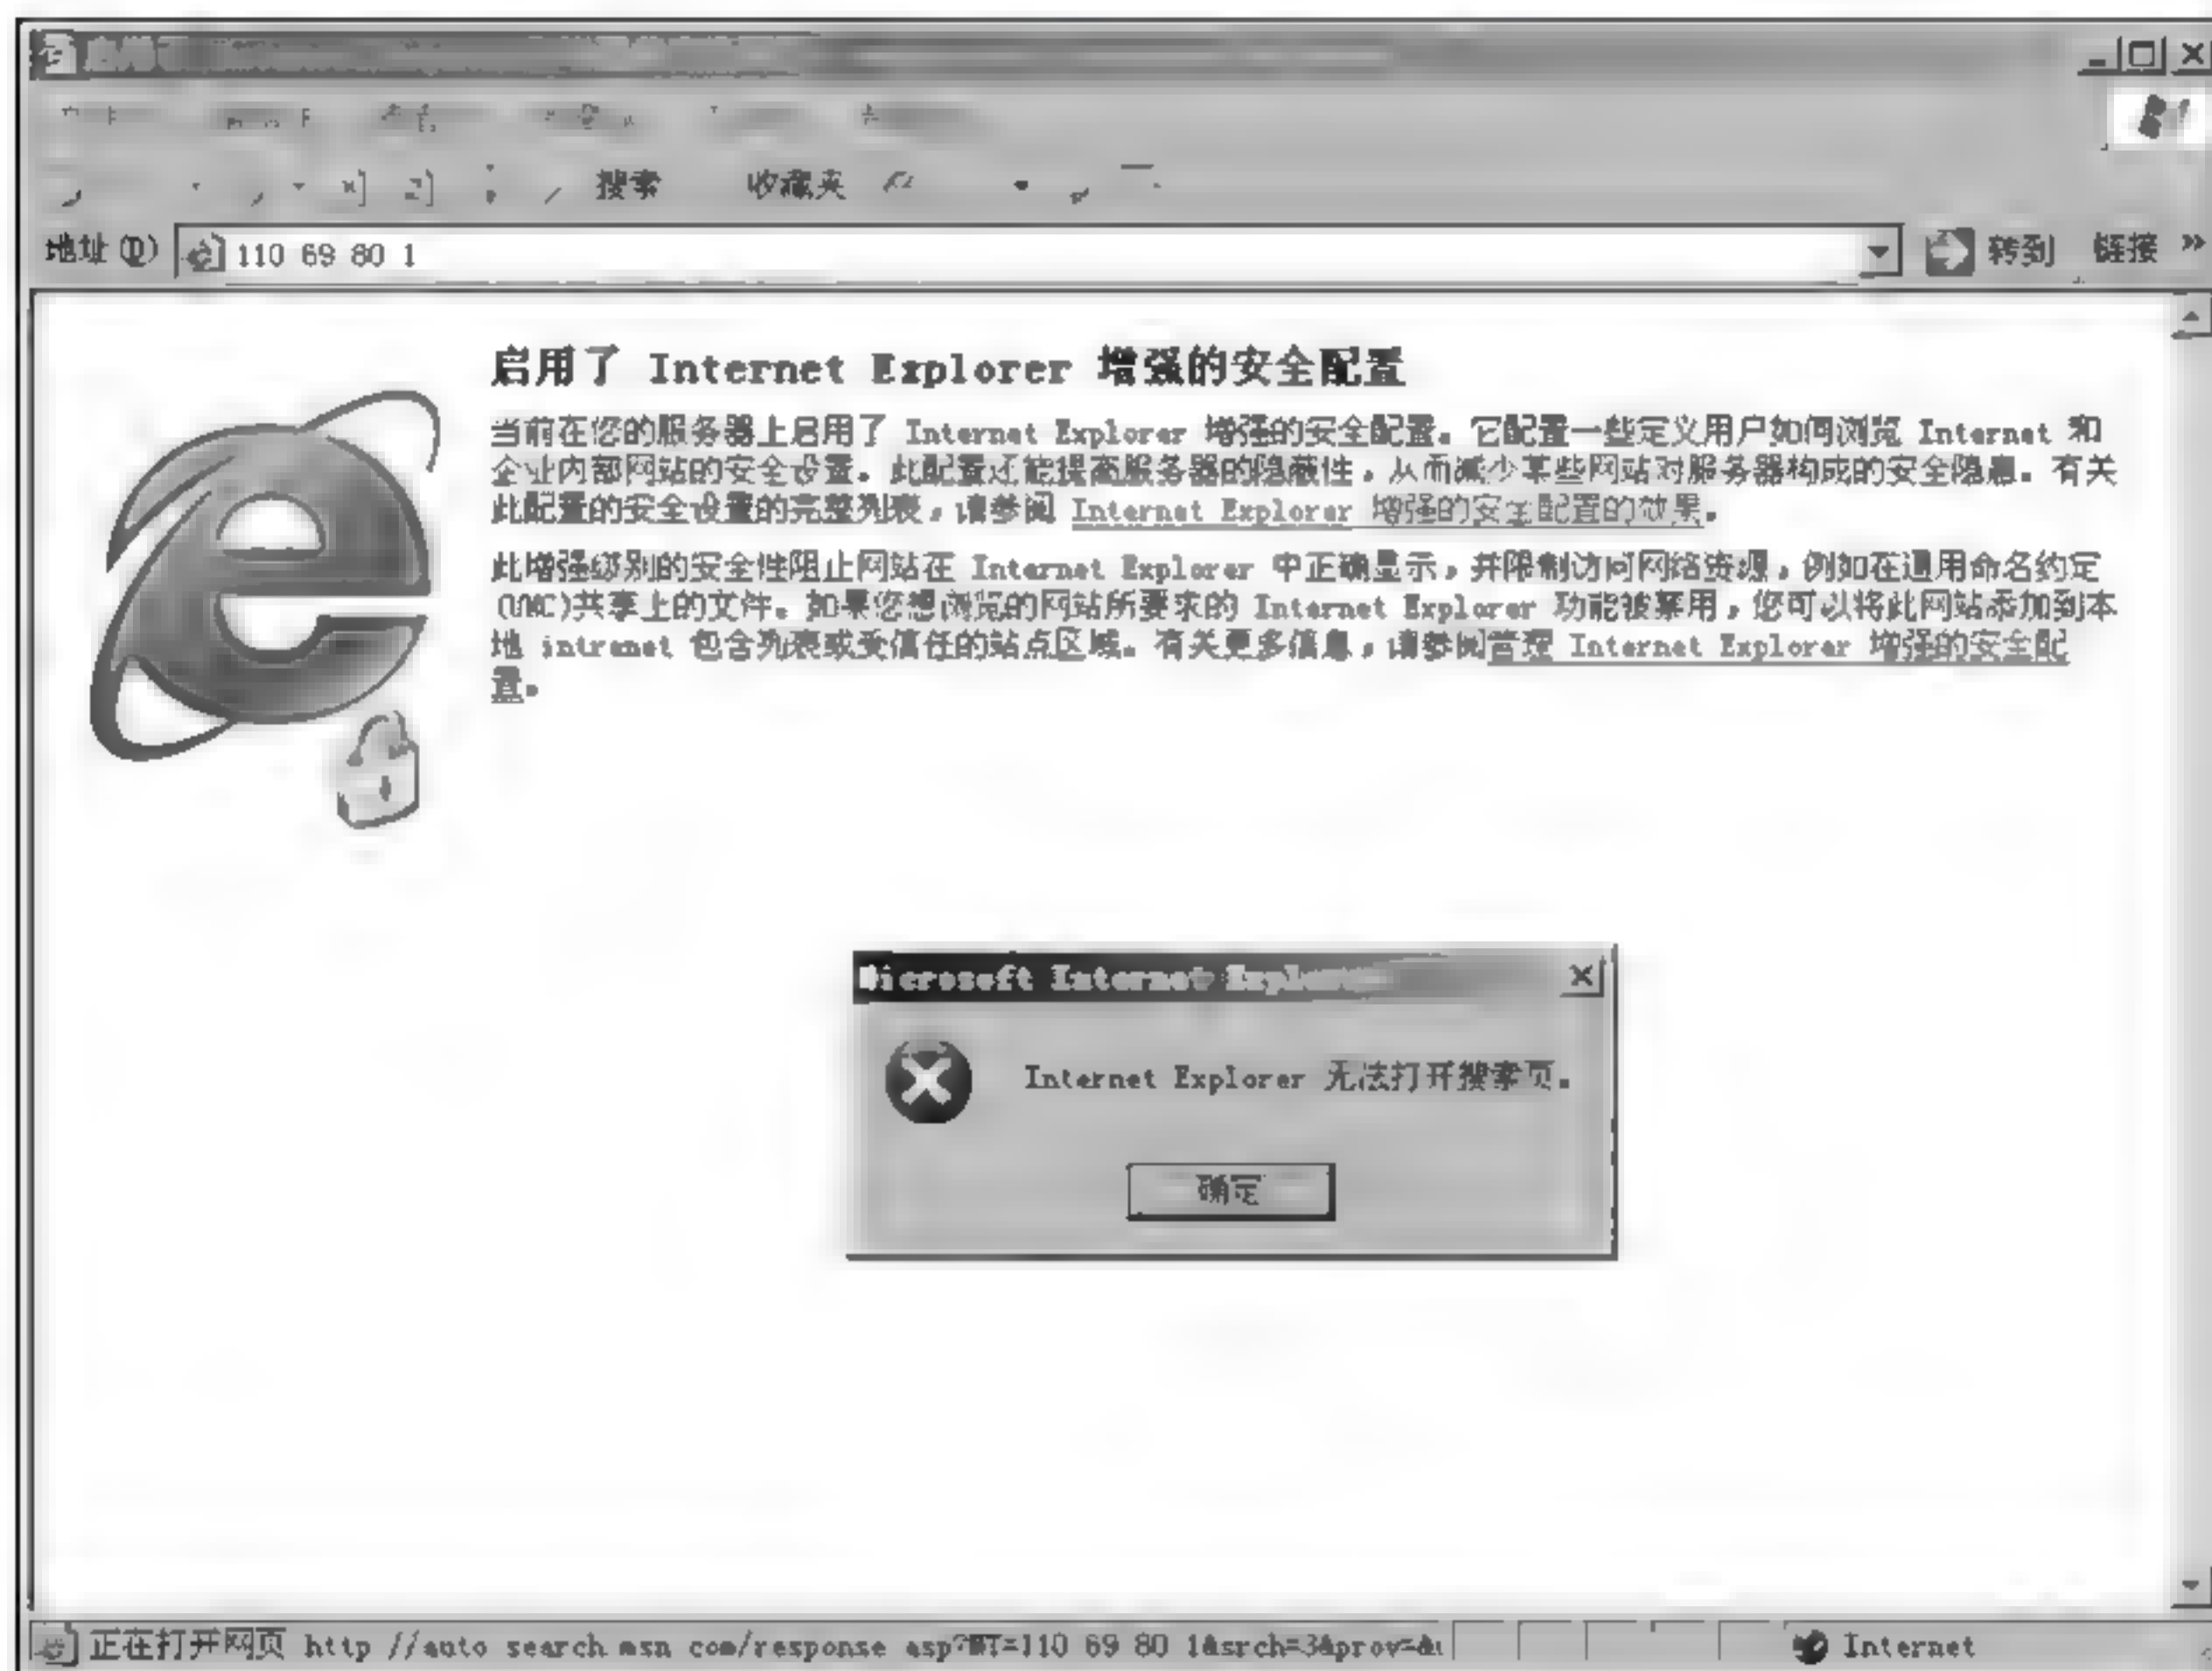 搜索 收藏夹
地址(D) 110 69 80 1 转到 链接 »
启用了 Internet Explorer 增强的安全配置
当前在您的服务器上启用了 Internet Explorer 增强的安全配置。它配置一些定义用户如何浏览 Internet 和
企业内部网站的安全设置。此配置还能提高服务器的隐蔽性，从而减少某些网站对服务器构成的安全隐患。有关
此配置的安全设置的完整列表，请参阅 Internet Explorer 增强的安全配置的效果。
此增强级别的安全性阻止网站在 Internet Explorer 中正确显示，并限制访问网络资源，例如在通用命名约定
(UNC)共享上的文件。如果您想浏览的网站所要求的 Internet Explorer 功能被禁用，您可以将此网站添加到本
地 intranet 包含列表或受信任的站点区域。有关更多信息，请参阅管理 Internet Explorer 增强的安全配
置。
Microsoft Internet Explorer
Internet Explorer 无法打开搜索页。
确定
正在打开网页 http //auto search msn com/response asp?MT=110 69 80 1&srch=3&prov=&u Internet